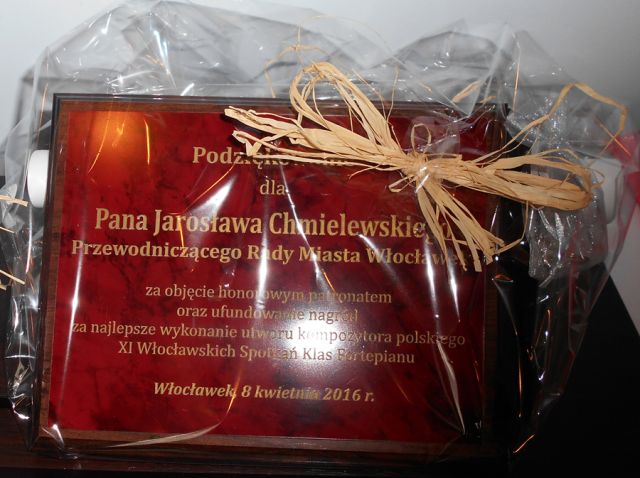 Podziękowanie
dla
Pana Jarosława Chmielewskiego
Przewodniczącego Rady Miasta Włocławek
za objęcie honorowym patronatem
oraz ufundowanie nagród
za najlepsze wykonanie utworu kompozytora polskiego
XI Włocławskich Spotkań Klas Fortepianu
Włocławek, 8 kwietnia 2016 r.